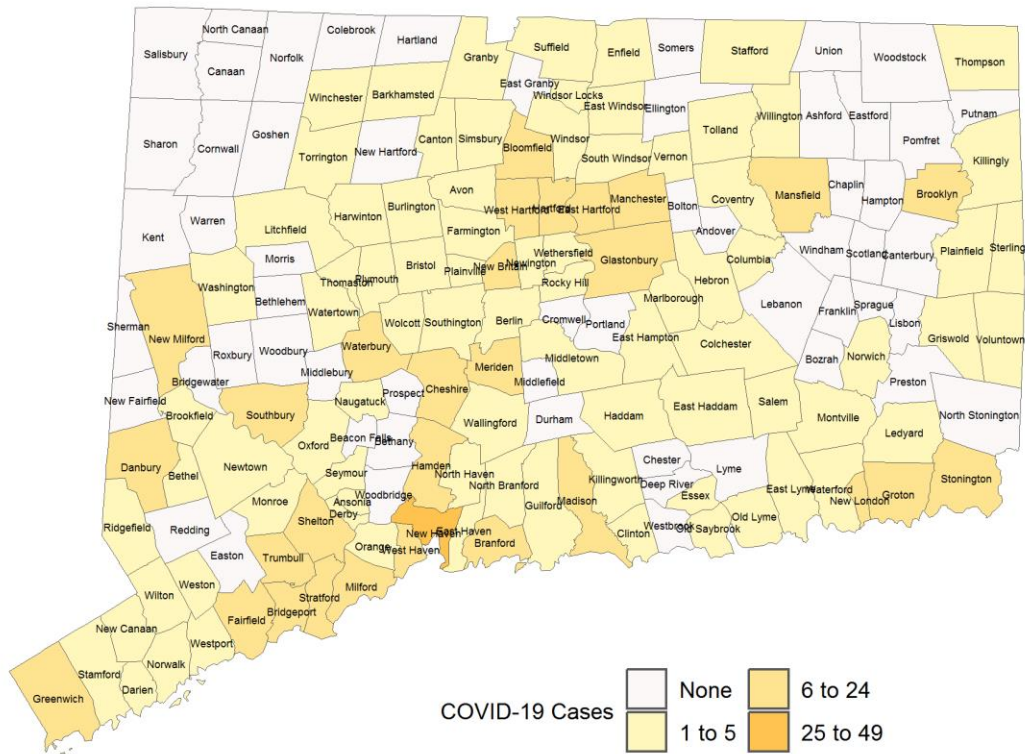 North Canaan
Colebrook
Hartland
Salisbury
Norfolk
Canaan
Granby
Suffield
Enfield
Somers
Stafford
Union
Woodstock
Thompson
East Granby
Windsor Locks
Winchester
Barkhamsted
East Windsor
Ellington
Willington
Ashford
Eastford
Putnam
Sharon
Cornwall
Goshen
Torrington
New Hartford
Canton
Simsbury
Bloomfield
Windsor
South Windsor
Vernon
Tolland
Pomfret
Killingly
Avon
West Hartford
Hartford
East Hartford
Manchester
Bolton
Coventry
Mansfield
Chaplin
Hampton
Brooklyn
Kent
Warren
Litchfield
Harwinton
Burlington
Farmington
Andover
Columbia
Windham
Scotland
Canterbury
Plainfield
Sterling
Morris
Washington
Bethlehem
Thomaston
Plymouth
Bristol
Plainville
New Britain
Newington
Wethersfield
Rocky Hill
Glastonbury
Hebron
Marlborough
Lebanon
Franklin
Sprague
Lisbon
Sherman
New Milford
Roxbury
Woodbury
Watertown
Wolcott
Southington
Berlin
Cromwell
Portland
East Hampton
Colchester
Bozrah
Norwich
Griswold
Voluntown
Bridgewater
Middlebury
Waterbury
Cheshire
Meriden
Middletown
Middlefield
Preston
New Fairfield
Brookfield
Southbury
Naugatuck
Prospect
Wallingford
Durham
Haddam
East Haddam
Salem
Montville
Ledyard
North Stonington
Danbury
Bethel
Newtown
Oxford
Beacon Falls
Bethany
Hamden
North Haven
North Branford
Guilford
Madison
Killingworth
Chester
Deep River
Essex
Lyme
East Lyme
Waterford
New London
Groton
Stonington
Ridgefield
Redding
Monroe
Seymour
Ansonia
Derby
Woodbridge
Shelton
Orange
New Haven
East Haven
West Haven
Branford
Clinton
Westbrook
Old Saybrook
Old Lyme
Easton
Trumbull
Milford
Stratford
Bridgeport
Fairfield
Weston
Wilton
New Canaan
Westport
Norwalk
Stamford
Darien
Greenwich
COVID-19 Cases
None
6 to 24
1 to 5
25 to 49